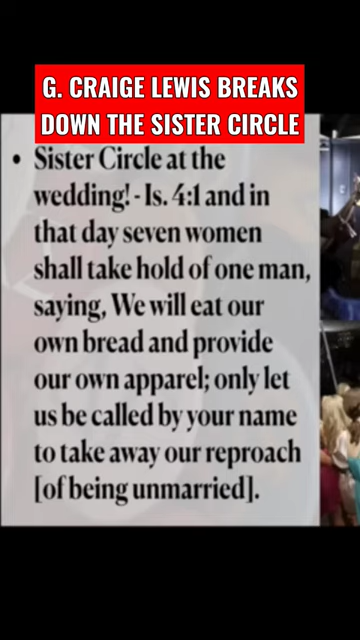 G. CRAIGE LEWIS BREAKS
DOWN THE SISTER CIRCLE
• Sister Circle at the
wedding! - Is. 4:1 and in
that day seven women
shall take hold of one man,
saying, We will eat our
own bread and provide
our own apparel; only let
us be called by your name
to take away our reproach
[of being unmarried].